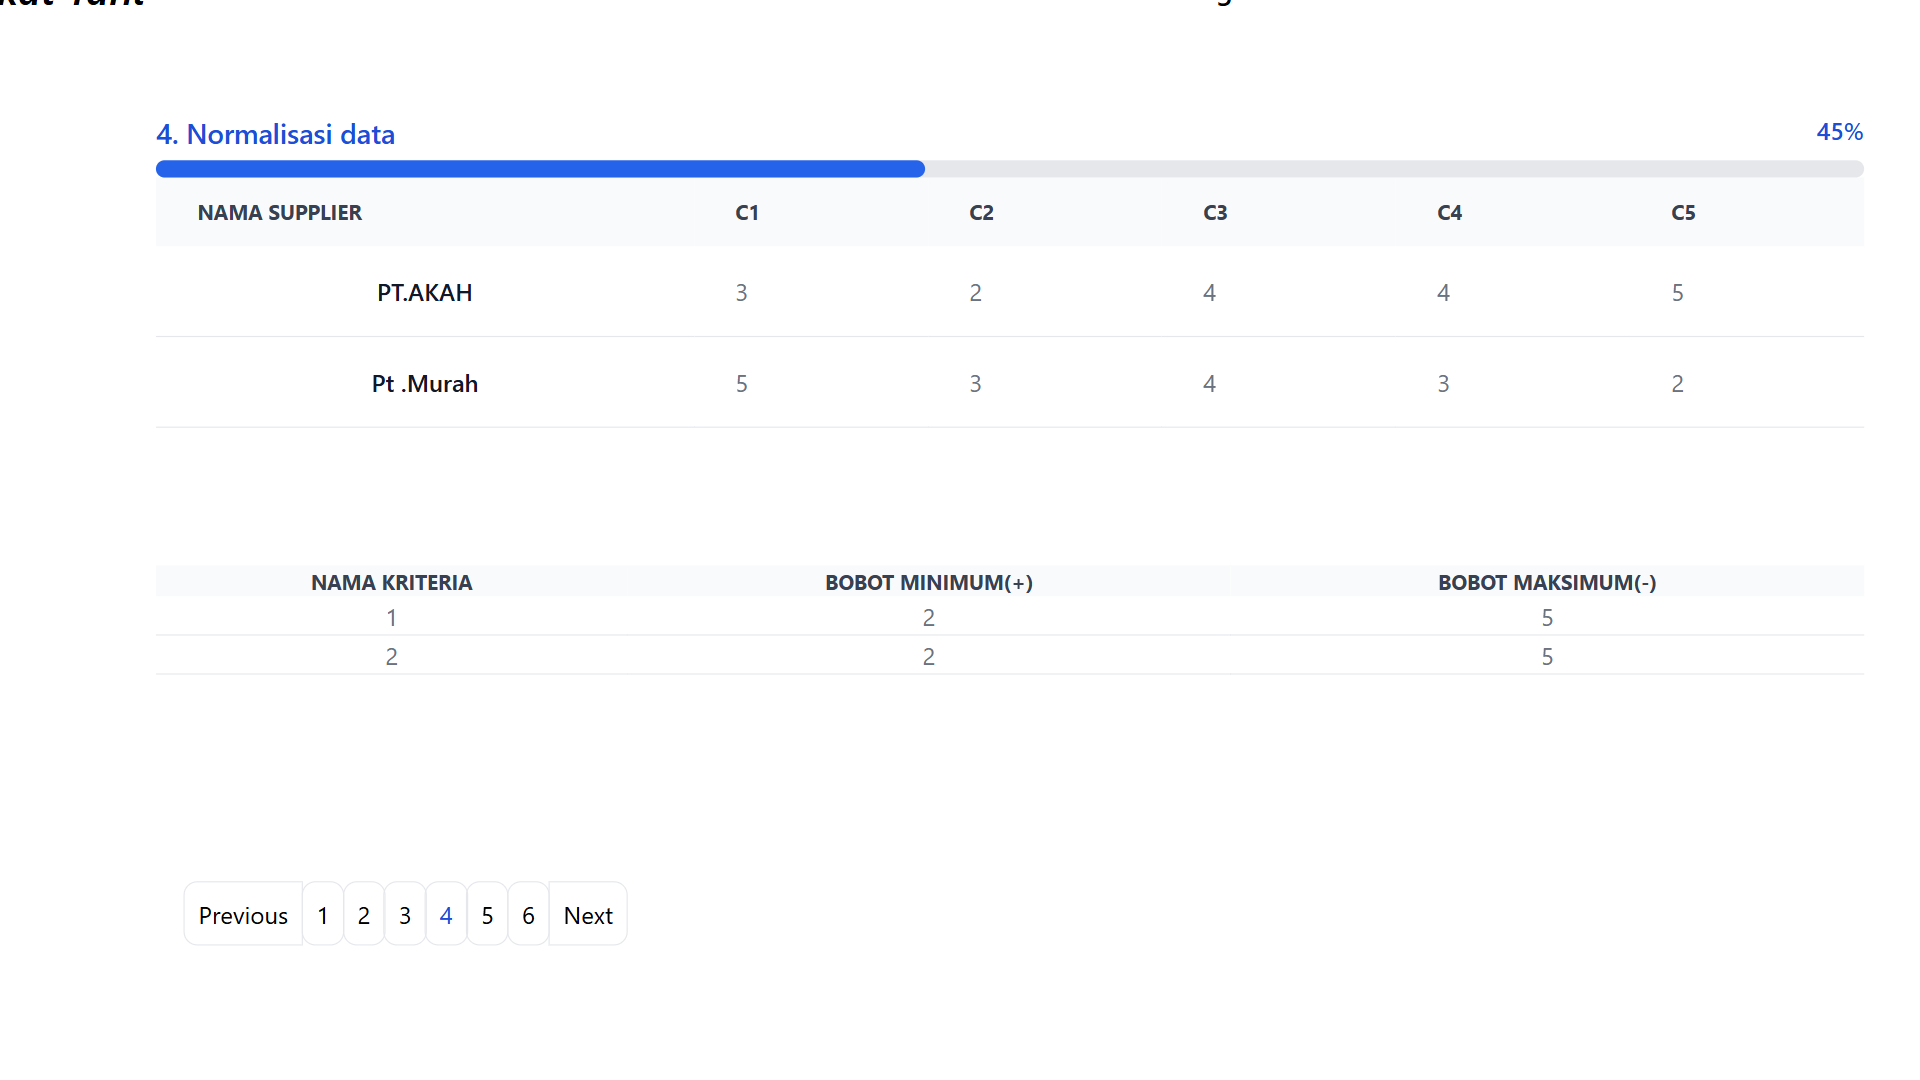 4. Normalisasi data 45%
NAMA SUPPLIER C1 C2 C3 C4 C5
PT.AKAH 3 2 4 4 5
Pt .Murah 5 3 4 3 2
NAMA KRITERIA BOBOT MINIMUM(+) BOBOT MAKSIMUM(-)
1 2 5
2 2 5
Previous 1 2 3 4 5 6 Next